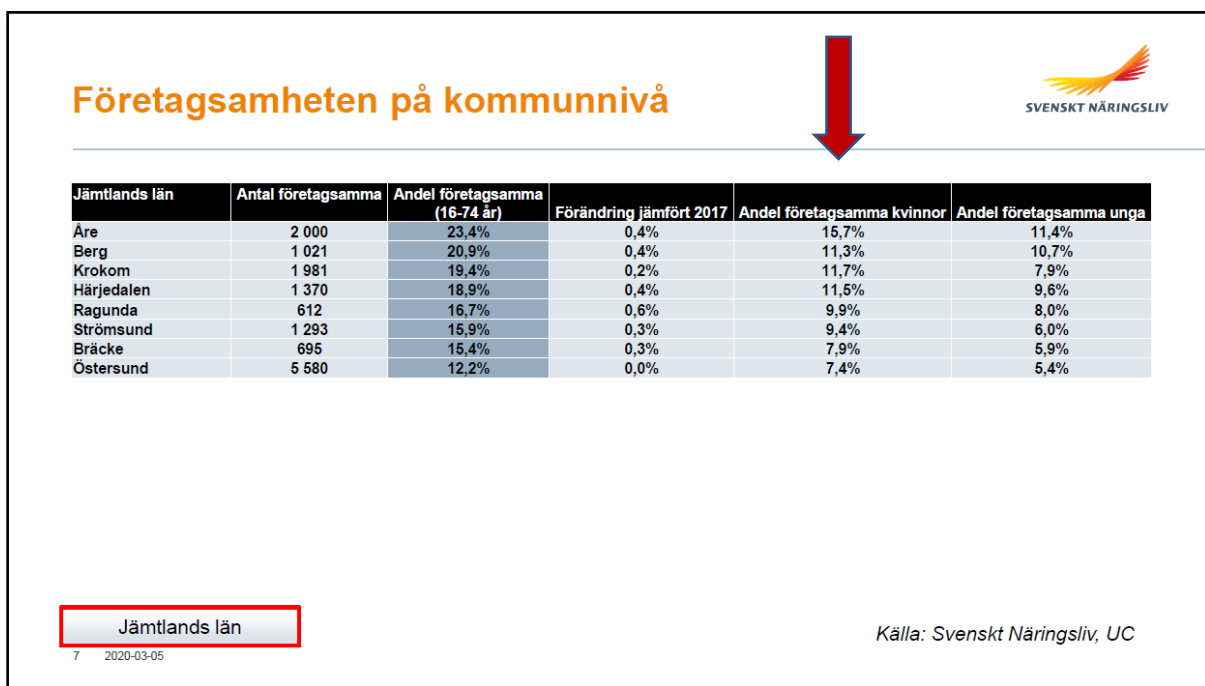 Företagsamheten på kommunnivå
SVENSKT NÄRINGSLIV
Jämtlands län Antal företagsamma Andel företagsamma (16-74 år) Förändring jämfört 2017 Andel företagsamma kvinnor Andel företagsamma unga
Åre 2 000 23,4% 0,4% 15,7% 11,4%
Berg 1 021 20,9% 0,4% 11,3% 10,7%
Krokom 1 981 19,4% 0,2% 11,7% 7,9%
Härjedalen 1 370 18,9% 0,4% 11,5% 9,6%
Ragunda 612 16,7% 0,6% 9,9% 8,0%
Strömsund 1 293 15,9% 0,3% 9,4% 6,0%
Bräcke 695 15,4% 0,3% 7,9% 5,9%
Östersund 5 580 12,2% 0,0% 7,4% 5,4%
Jämtlands län
Källa: Svenskt Näringsliv, UC
7 2020-03-05